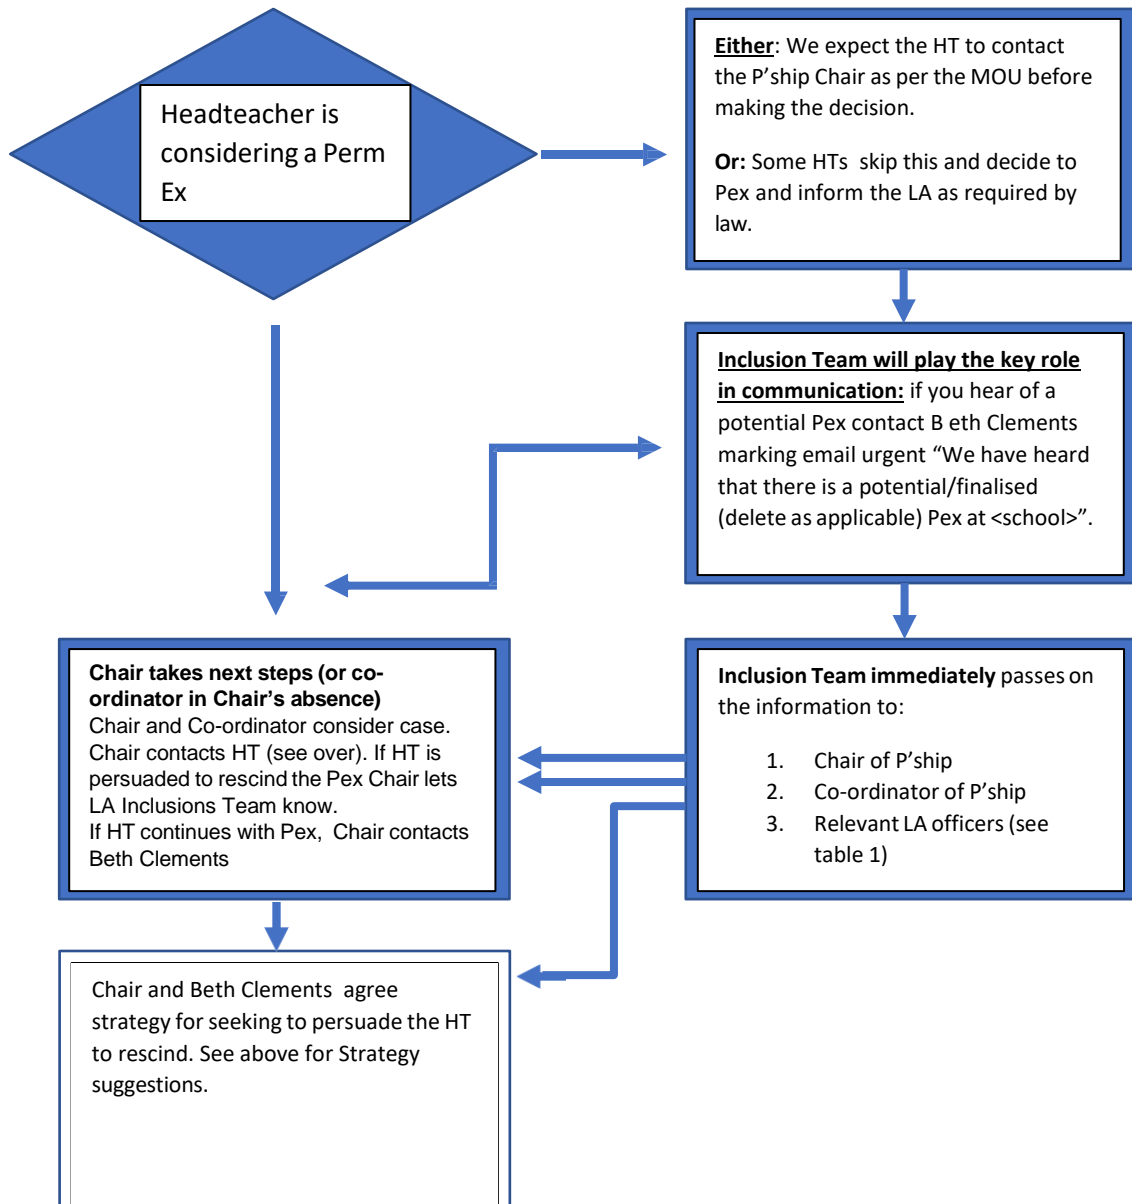 Headteacher is
considering a Perm
Ex
Either: We expect the HT to contact
the P’ship Chair as per the MOU before
making the decision.
Or: Some HTs skip this and decide to
Pex and inform the LA as required by
law.
Inclusion Team will play the key role
in communication: if you hear of a
potential Pex contact B eth Clements
marking email urgent “We have heard
that there is a potential/finalised
(delete as applicable) Pex at <school>”.
Chair takes next steps (or co-
ordinator in Chair’s absence)
Chair and Co-ordinator consider case.
Chair contacts HT (see over). If HT is
persuaded to rescind the Pex Chair lets
LA Inclusions Team know.
If HT continues with Pex, Chair contacts
Beth Clements
Inclusion Team immediately passes on
the information to:
1. Chair of P’ship
2. Co-ordinator of P’ship
3. Relevant LA officers (see
table 1)
Chair and Beth Clements agree
strategy for seeking to persuade the HT
to rescind. See above for Strategy
suggestions.